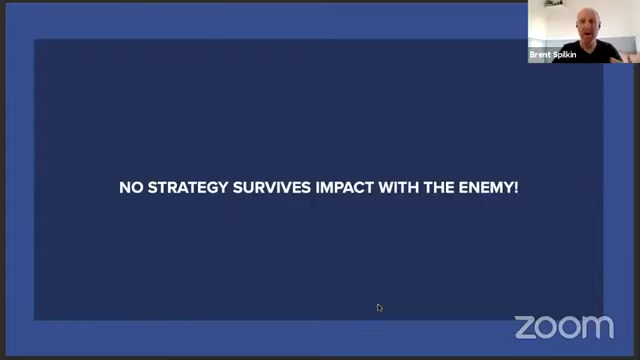 Brent Spilkin
NO STRATEGY SURVIVES IMPACT WITH THE ENEMY!
zoom